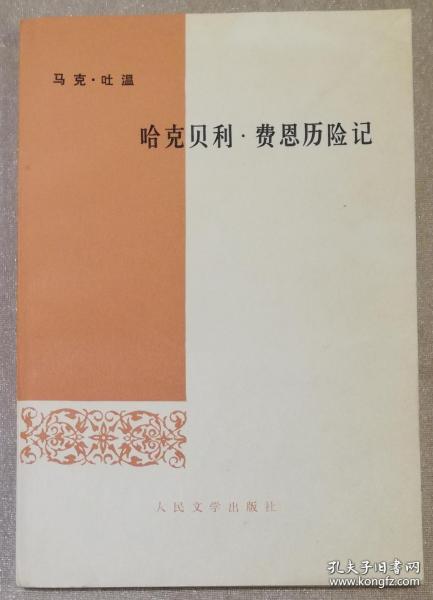 马克·吐温
哈克贝利·费恩历险记
人民文学出版社
孔夫子旧书网
kongfz.com